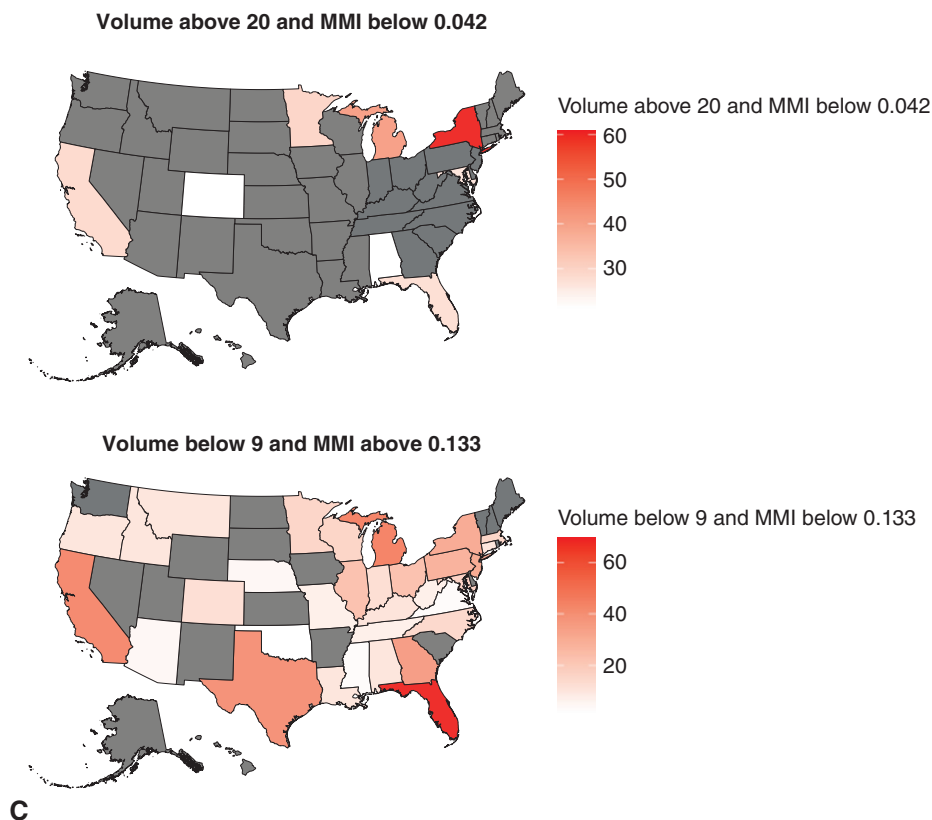 Volume above 20 and MMI below 0.042
Volume above 20 and MMI below 0.042
60
50
40
30
Volume below 9 and MMI above 0.133
Volume below 9 and MMI below 0.133
60
40
20
C